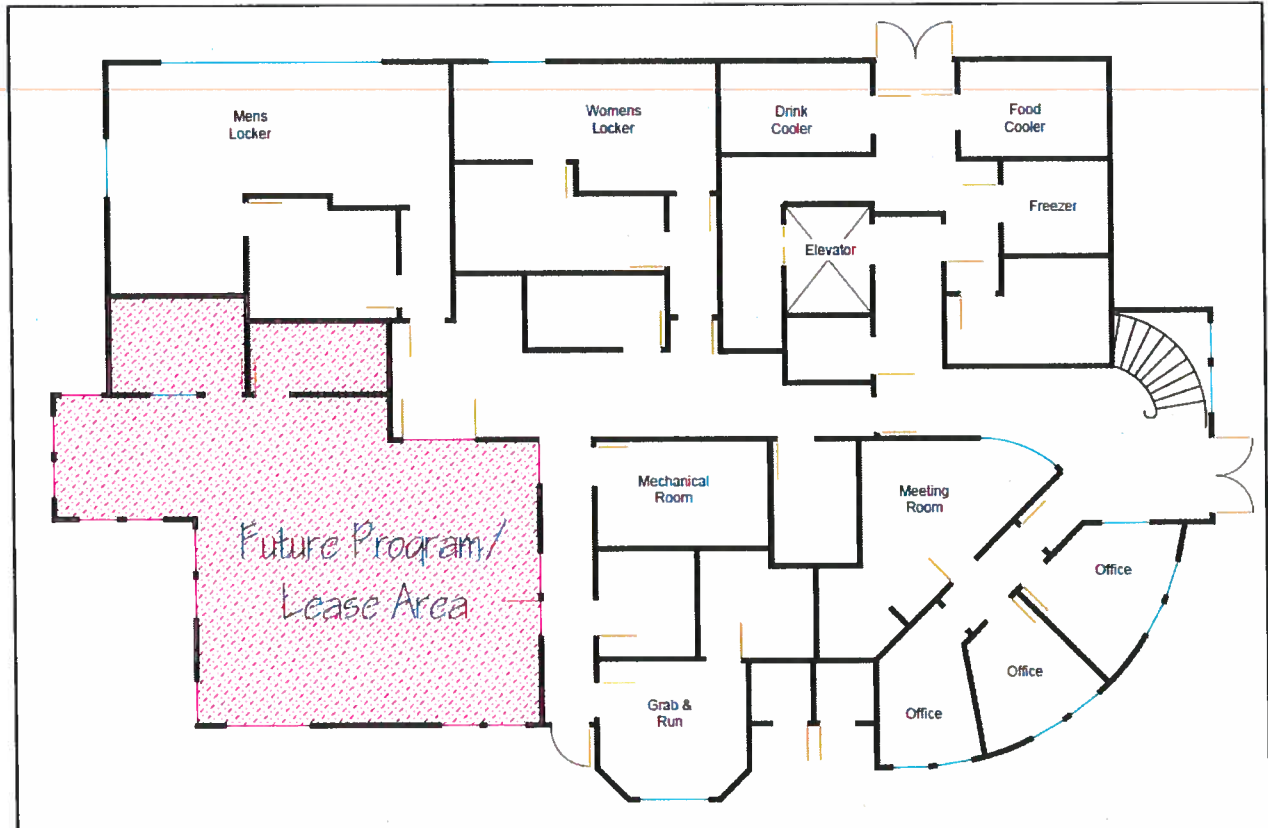 Mens
Locker
Womens
Locker
Drink
Cooler
Food
Cooler
Freezer
Elevator
Mechanical
Room
Meeting
Room
Future Program/
Lease Area
Office
Office
Office
Grab &
Run